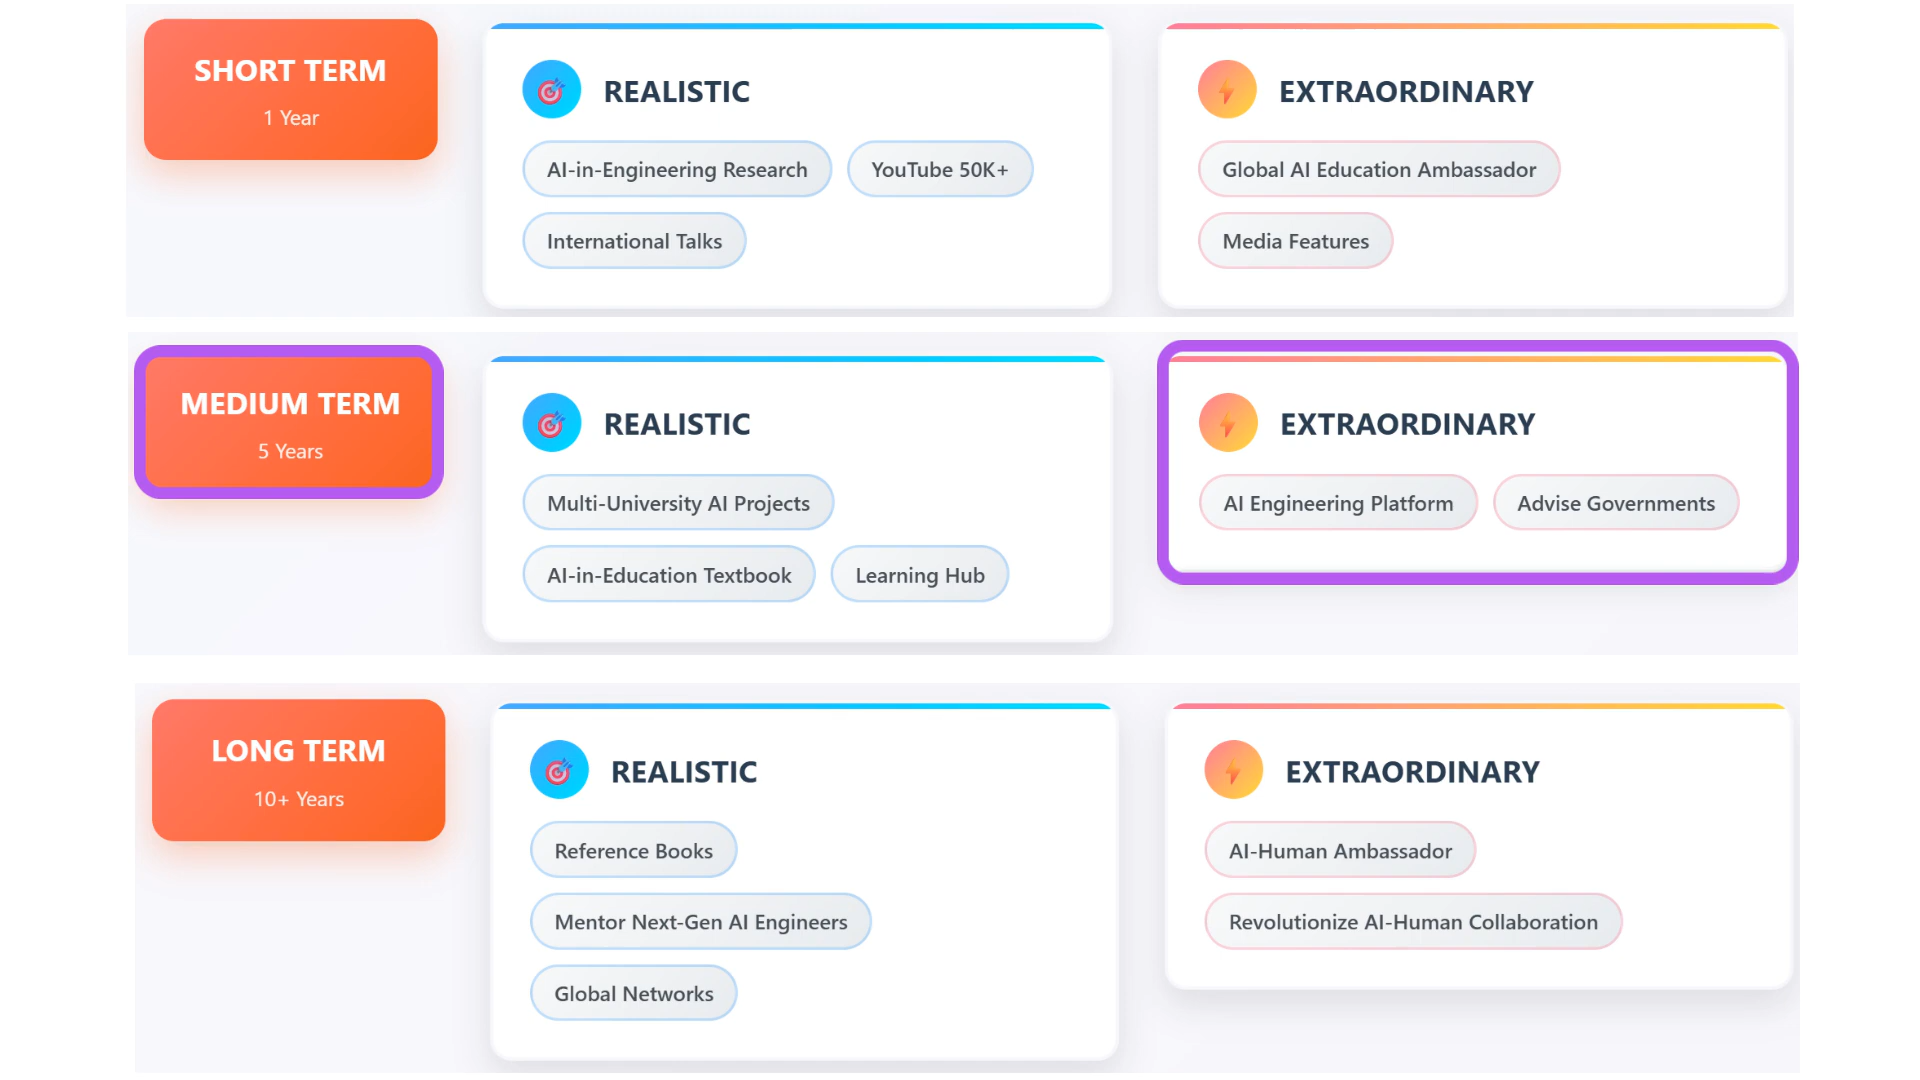 SHORT TERM
1 Year
REALISTIC
AI-in-Engineering Research
YouTube 50K+
International Talks
EXTRAORDINARY
Global AI Education Ambassador
Media Features
MEDIUM TERM
5 Years
REALISTIC
Multi-University AI Projects
AI-in-Education Textbook
Learning Hub
EXTRAORDINARY
AI Engineering Platform
Advise Governments
LONG TERM
10+ Years
REALISTIC
Reference Books
Mentor Next-Gen AI Engineers
Global Networks
EXTRAORDINARY
AI-Human Ambassador
Revolutionize AI-Human Collaboration